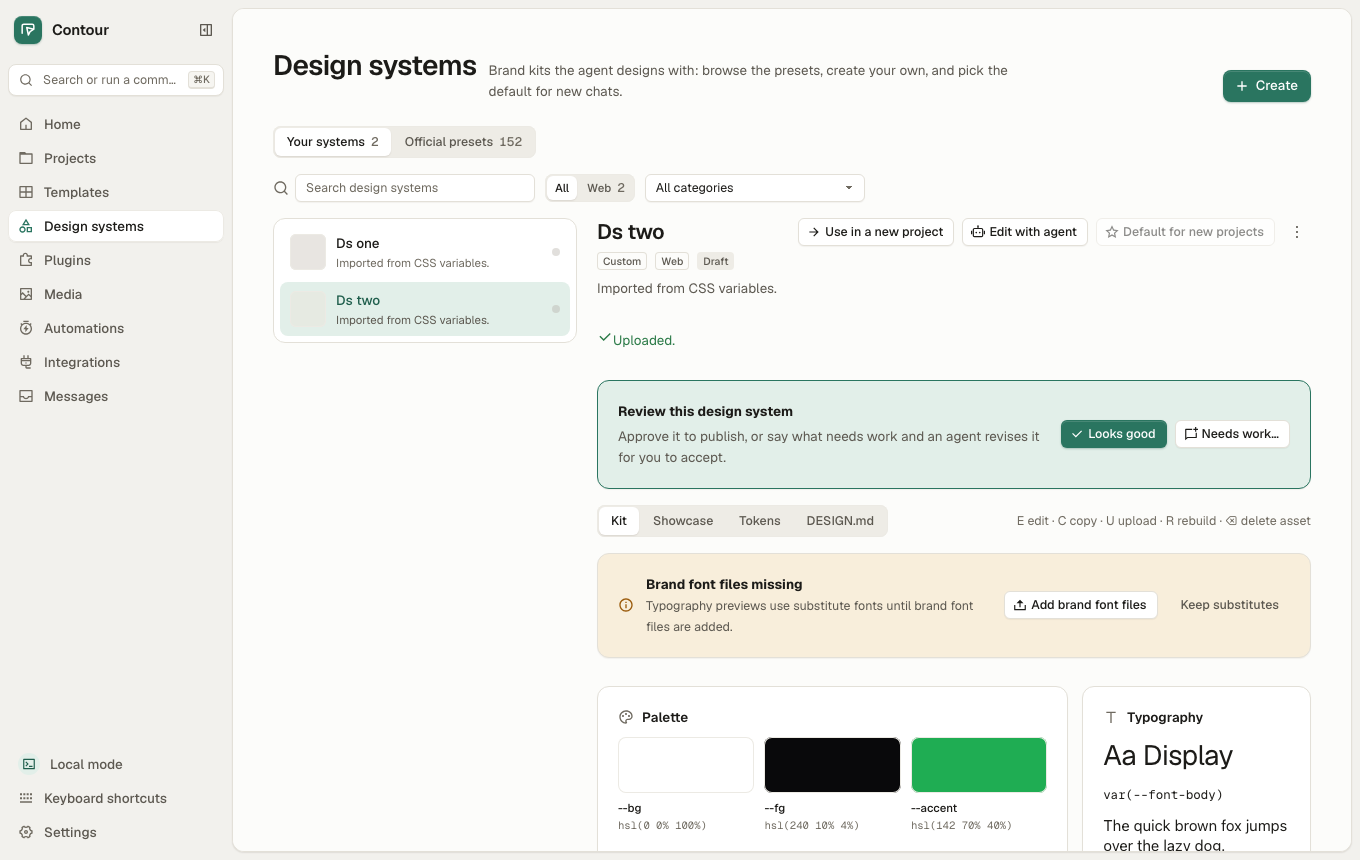 Contour
Search or run a comm... ⌘K
Home
Projects
Templates
Design systems
Plugins
Media
Automations
Integrations
Messages
Local mode
Keyboard shortcuts
Settings
Design systems
Brand kits the agent designs with: browse the presets, create your own, and pick the
default for new chats.
Create
Your systems 2
Official presets 152
Search design systems
All
Web 2
All categories
Ds one
Imported from CSS variables.
Ds two
Imported from CSS variables.
Ds two
Use in a new project
Edit with agent
Default for new projects
Custom
Web
Draft
Imported from CSS variables.
Uploaded.
Review this design system
Approve it to publish, or say what needs work and an agent revises it
for you to accept.
Looks good
Needs work...
Kit
Showcase
Tokens
DESIGN.md
E edit · C copy · U upload · R rebuild · ⌫ delete asset
Brand font files missing
Typography previews use substitute fonts until brand font
files are added.
Add brand font files
Keep substitutes
Palette
--bg
hsl(0 0% 100%)
--fg
hsl(240 10% 4%)
--accent
hsl(142 70% 40%)
Typography
Aa Display
var(--font-body)
The quick brown fox jumps
over the lazy dog.